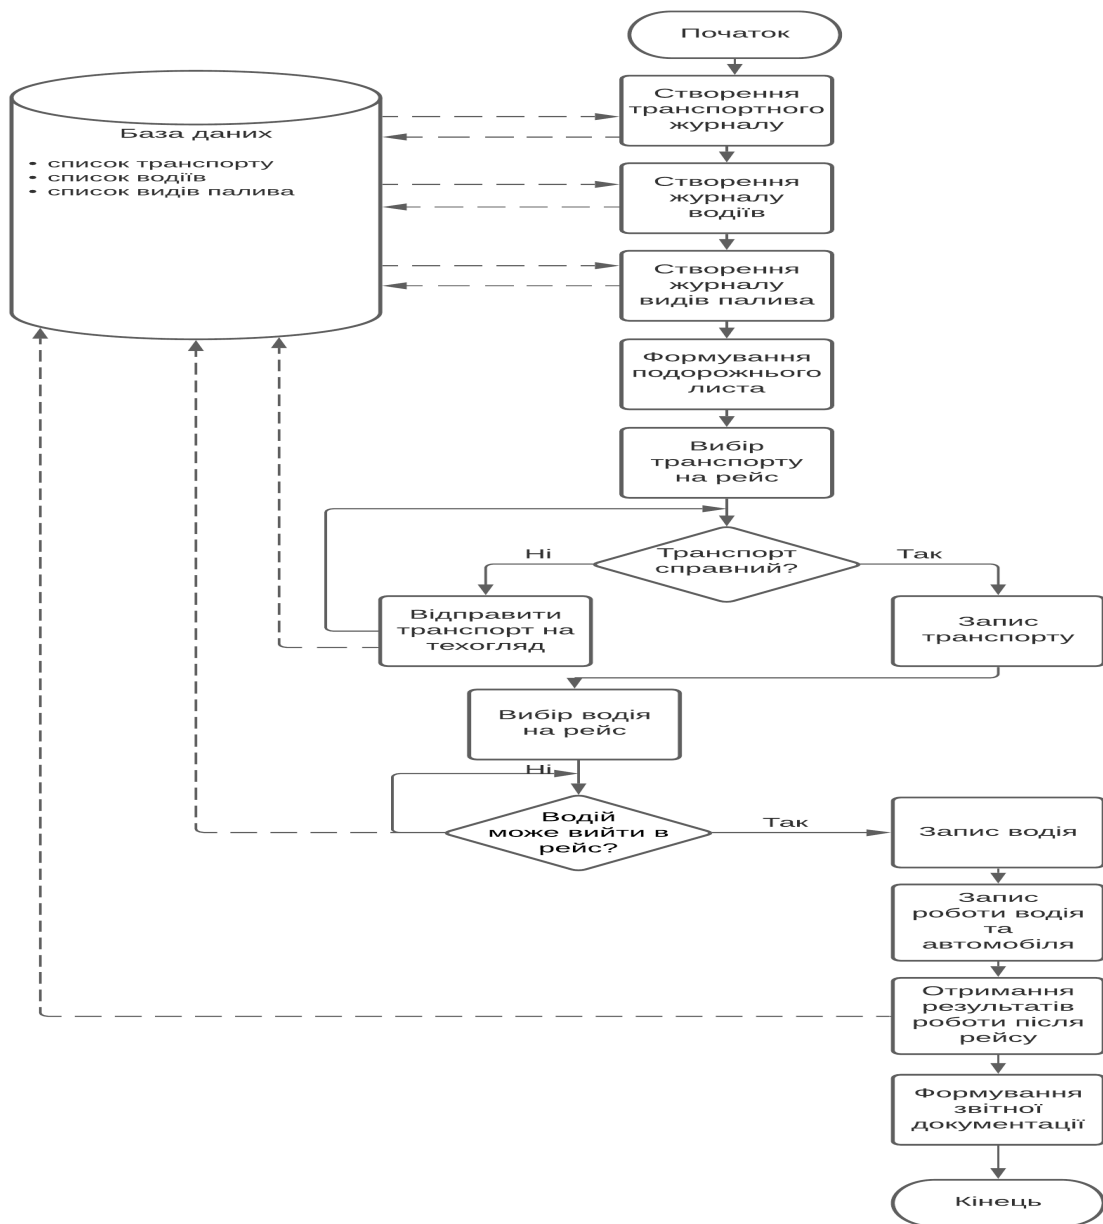 Початок
Створення
транспортного
журналу
База даних
• список транспорту
• список водіїв
• список видів палива
Створення
журналу
водіїв
Створення
журналу
видів палива
Формування
подорожнього
листа
Вибір
транспорту
на рейс
Транспорт
справний?
Ні
Так
Відправити
транспорт на
техогляд
Запис
транспорту
Вибір водія
на рейс
Ні
Водій
може вийти в
рейс?
Так
Запис водія
Запис
роботи водія
та
автомобіля
Отримання
результатів
роботи після
рейсу
Формування
звітної
документації
Кінець